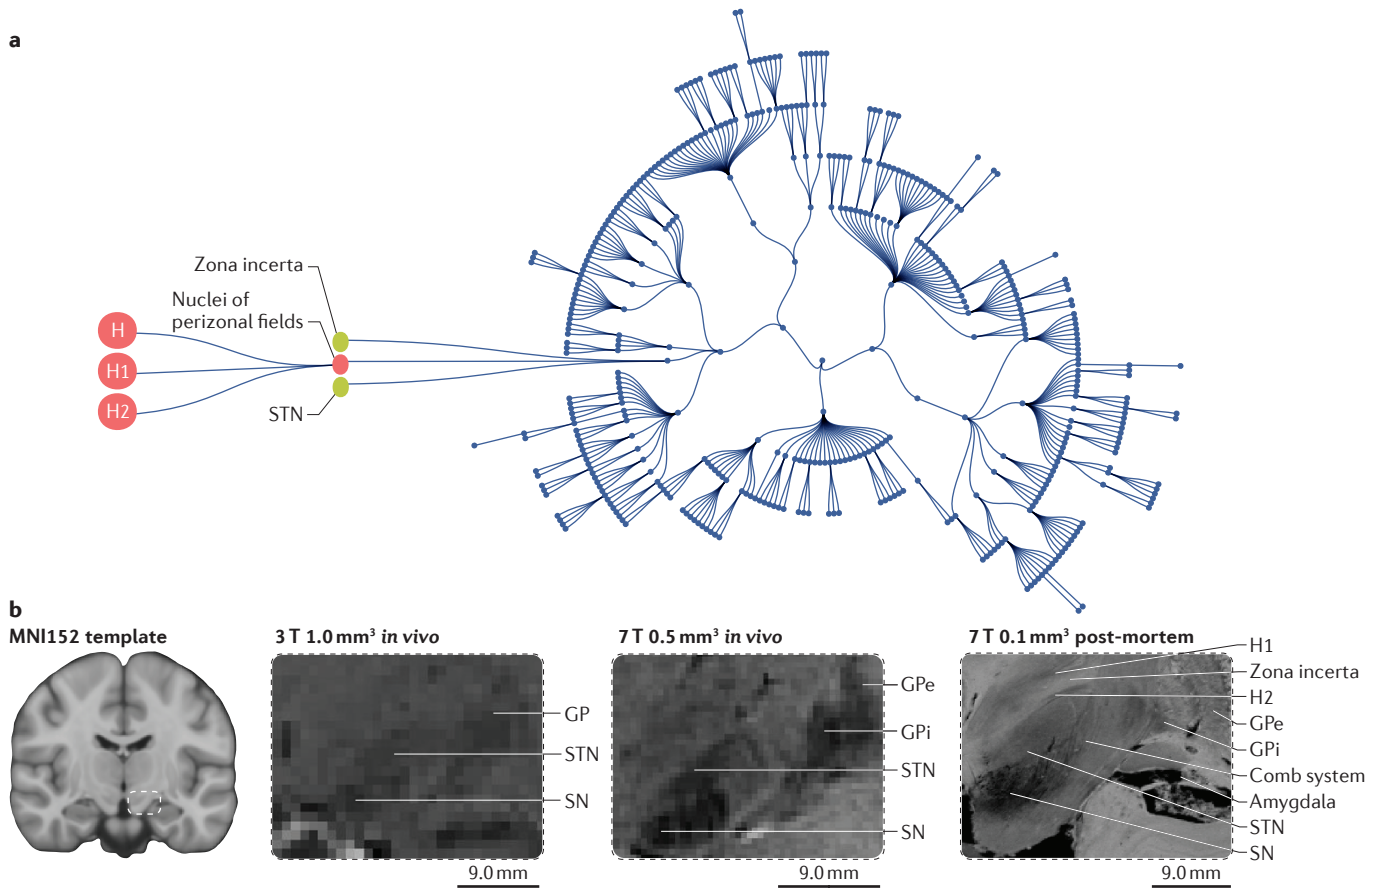 a
Zona incerta
Nuclei of
perizonal fields
H
H1
H2
STN
b
MNI152 template
3 T 1.0 mm³ in vivo
GP
STN
SN
9.0 mm
7 T 0.5 mm³ in vivo
GPe
GPi
STN
SN
9.0 mm
7 T 0.1 mm³ post-mortem
H1
Zona incerta
H2
GPe
GPi
Comb system
Amygdala
STN
SN
9.0 mm